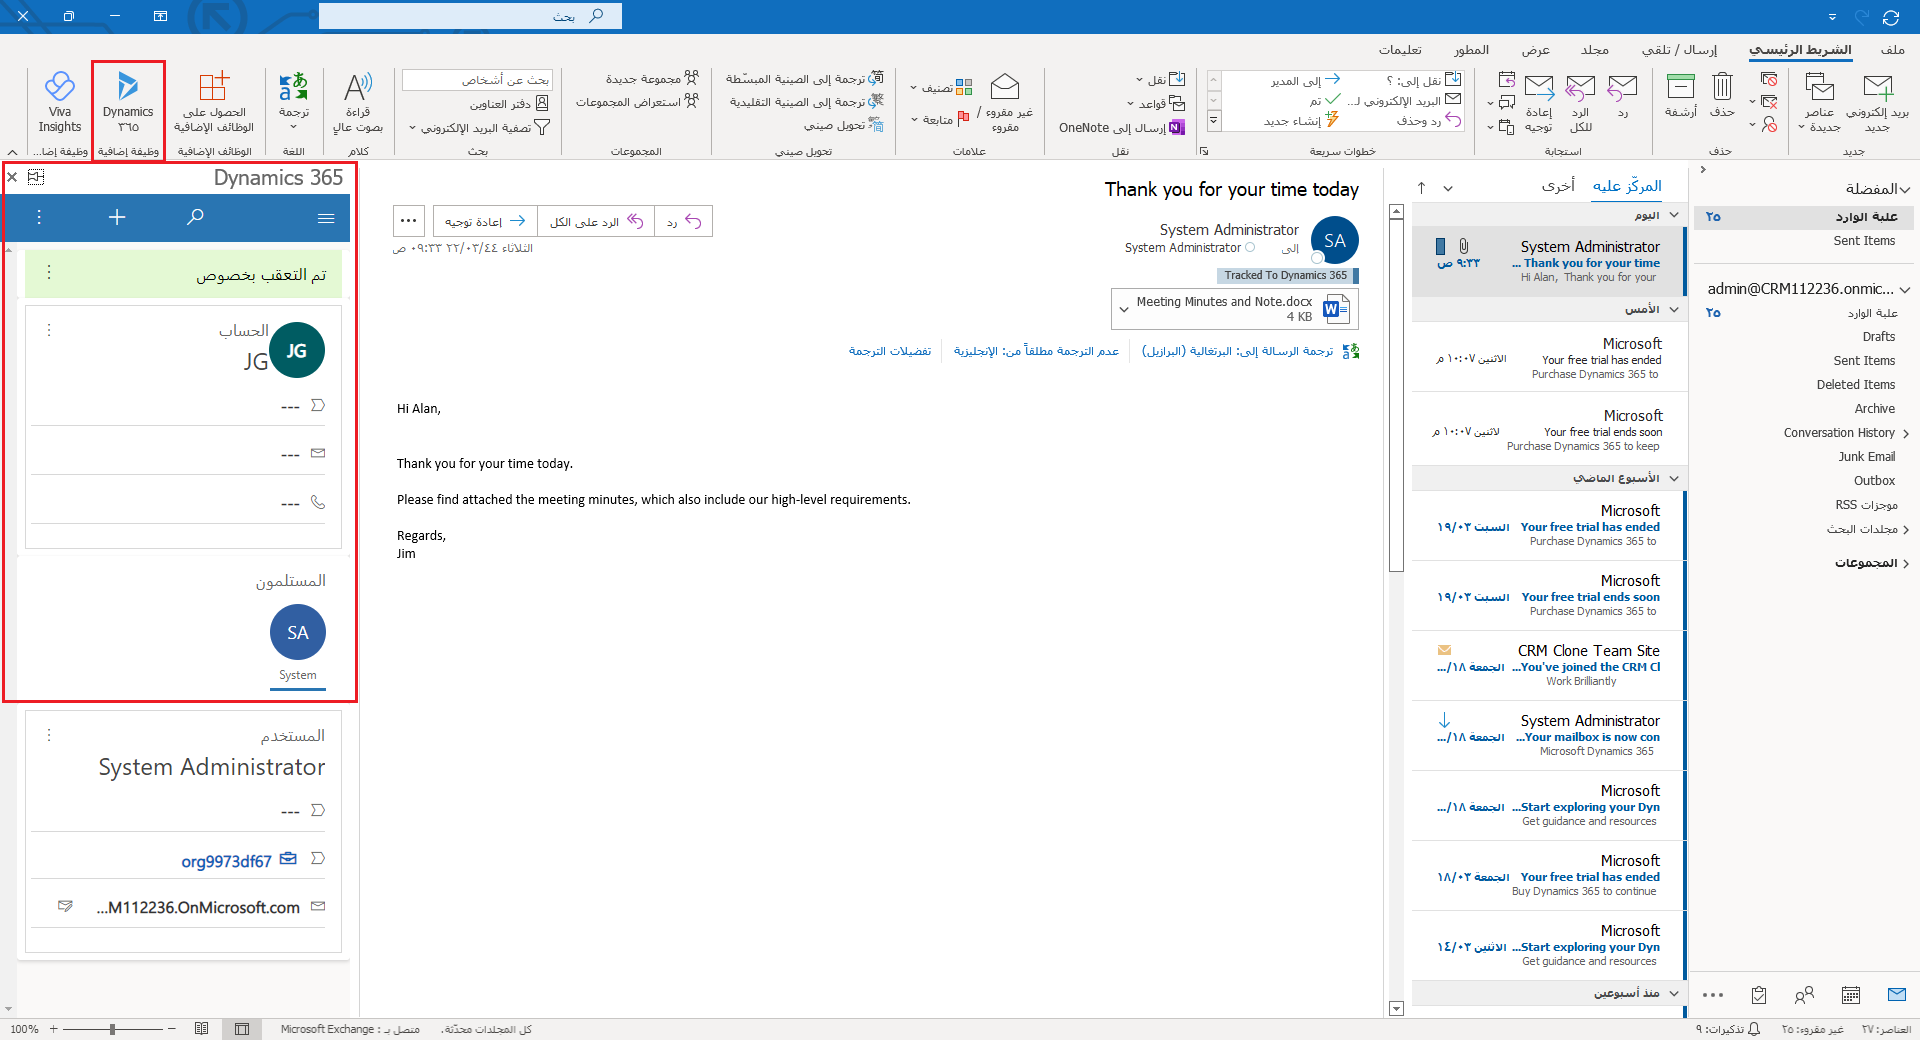 بحث
ملف
الشريط الرئيسي
إرسال / تلقي
مجلد
عرض
المطور
تعليمات
بريد إلكتروني جديد
عناصر جديدة
جديد
حذف
أرشفة
حذف
رد
الرد للكل
إعادة توجيه
استجابة
نقل إلى: ؟
البريد الإلكتروني لـ...
رد وحذف
إلى المدير
تم
إنشاء جديد
خطوات سريعة
نقل
قواعد
إرسال إلى OneNote
نقل
غير مقروء / مقروء
تصنيف
متابعة
علامات
ترجمة إلى الصينية المبسّطة
ترجمة إلى الصينية التقليدية
تحويل صيني
تحويل صيني
مجموعة جديدة
استعراض المجموعات
المجموعات
بحث عن أشخاص
دفتر العناوين
تصفية البريد الإلكتروني
بحث
قراءة بصوت عالٍ
كلام
ترجمة
اللغة
الحصول على الوظائف الإضافية
الوظائف الإضافية
Dynamics ٣٦٥
وظيفة إضافية
Viva Insights
وظيفة إضا...
المفضلة
علبة الوارد ٢٥
Sent Items
admin@CRM112236.onmic...
علبة الوارد ٢٥
Drafts
Sent Items
Deleted Items
Archive
Conversation History
Junk Email
Outbox
موجزات RSS
مجلدات البحث
المجموعات
المركّز عليه
أخرى
اليوم
System Administrator
Thank you for your time ...
٩:٣٣ ص
Hi Alan, Thank you for your
الأمس
Microsoft
Your free trial has ended
الاثنين ١٠:٠٧ م
Purchase Dynamics 365 to
Microsoft
Your free trial ends soon
لاثنين ١٠:٠٧ م
Purchase Dynamics 365 to keep
الأسبوع الماضي
Microsoft
Your free trial has ended
السبت ١٩/٠٣
Purchase Dynamics 365 to
Microsoft
Your free trial ends soon
السبت ١٩/٠٣
Purchase Dynamics 365 to
CRM Clone Team Site
You've joined the CRM Cl...
الجمعة ١٨/...
Work Brilliantly
System Administrator
Your mailbox is now con...
الجمعة ١٨/...
Microsoft Dynamics 365
Microsoft
Start exploring your Dyn...
الجمعة ١٨/...
Get guidance and resources
Microsoft
Your free trial has ended
الجمعة ١٨/٠٣
Buy Dynamics 365 to continue
Microsoft
Start exploring your Dyn...
الاثنين ١٤/٠٣
Get guidance and resources
منذ أسبوعين
Thank you for your time today
SA
System Administrator
إلى System Administrator
رد
الرد على الكل
إعادة توجيه
الثلاثاء ٢٢/٠٣/٤٤ ٠٩:٣٣ ص
Tracked To Dynamics 365
Meeting Minutes and Note.docx
4 KB
ترجمة الرسالة إلى: البرتغالية (البرازيل)
عدم الترجمة مطلقاً من: الإنجليزية
تفضيلات الترجمة
Hi Alan,
Thank you for your time today.
Please find attached the meeting minutes, which also include our high-level requirements.
Regards,
Jim
Dynamics 365
تم التعقب بخصوص
الحساب
JG
JG
---
---
---
المستلمون
SA
System
المستخدم
System Administrator
---
org9973df67
...M112236.OnMicrosoft.com
العناصر: ٢٧
غير مقروء: ٢٥
تذكيرات: ٩
كل المجلدات محدّثة.
متصل بـ : Microsoft Exchange
100%